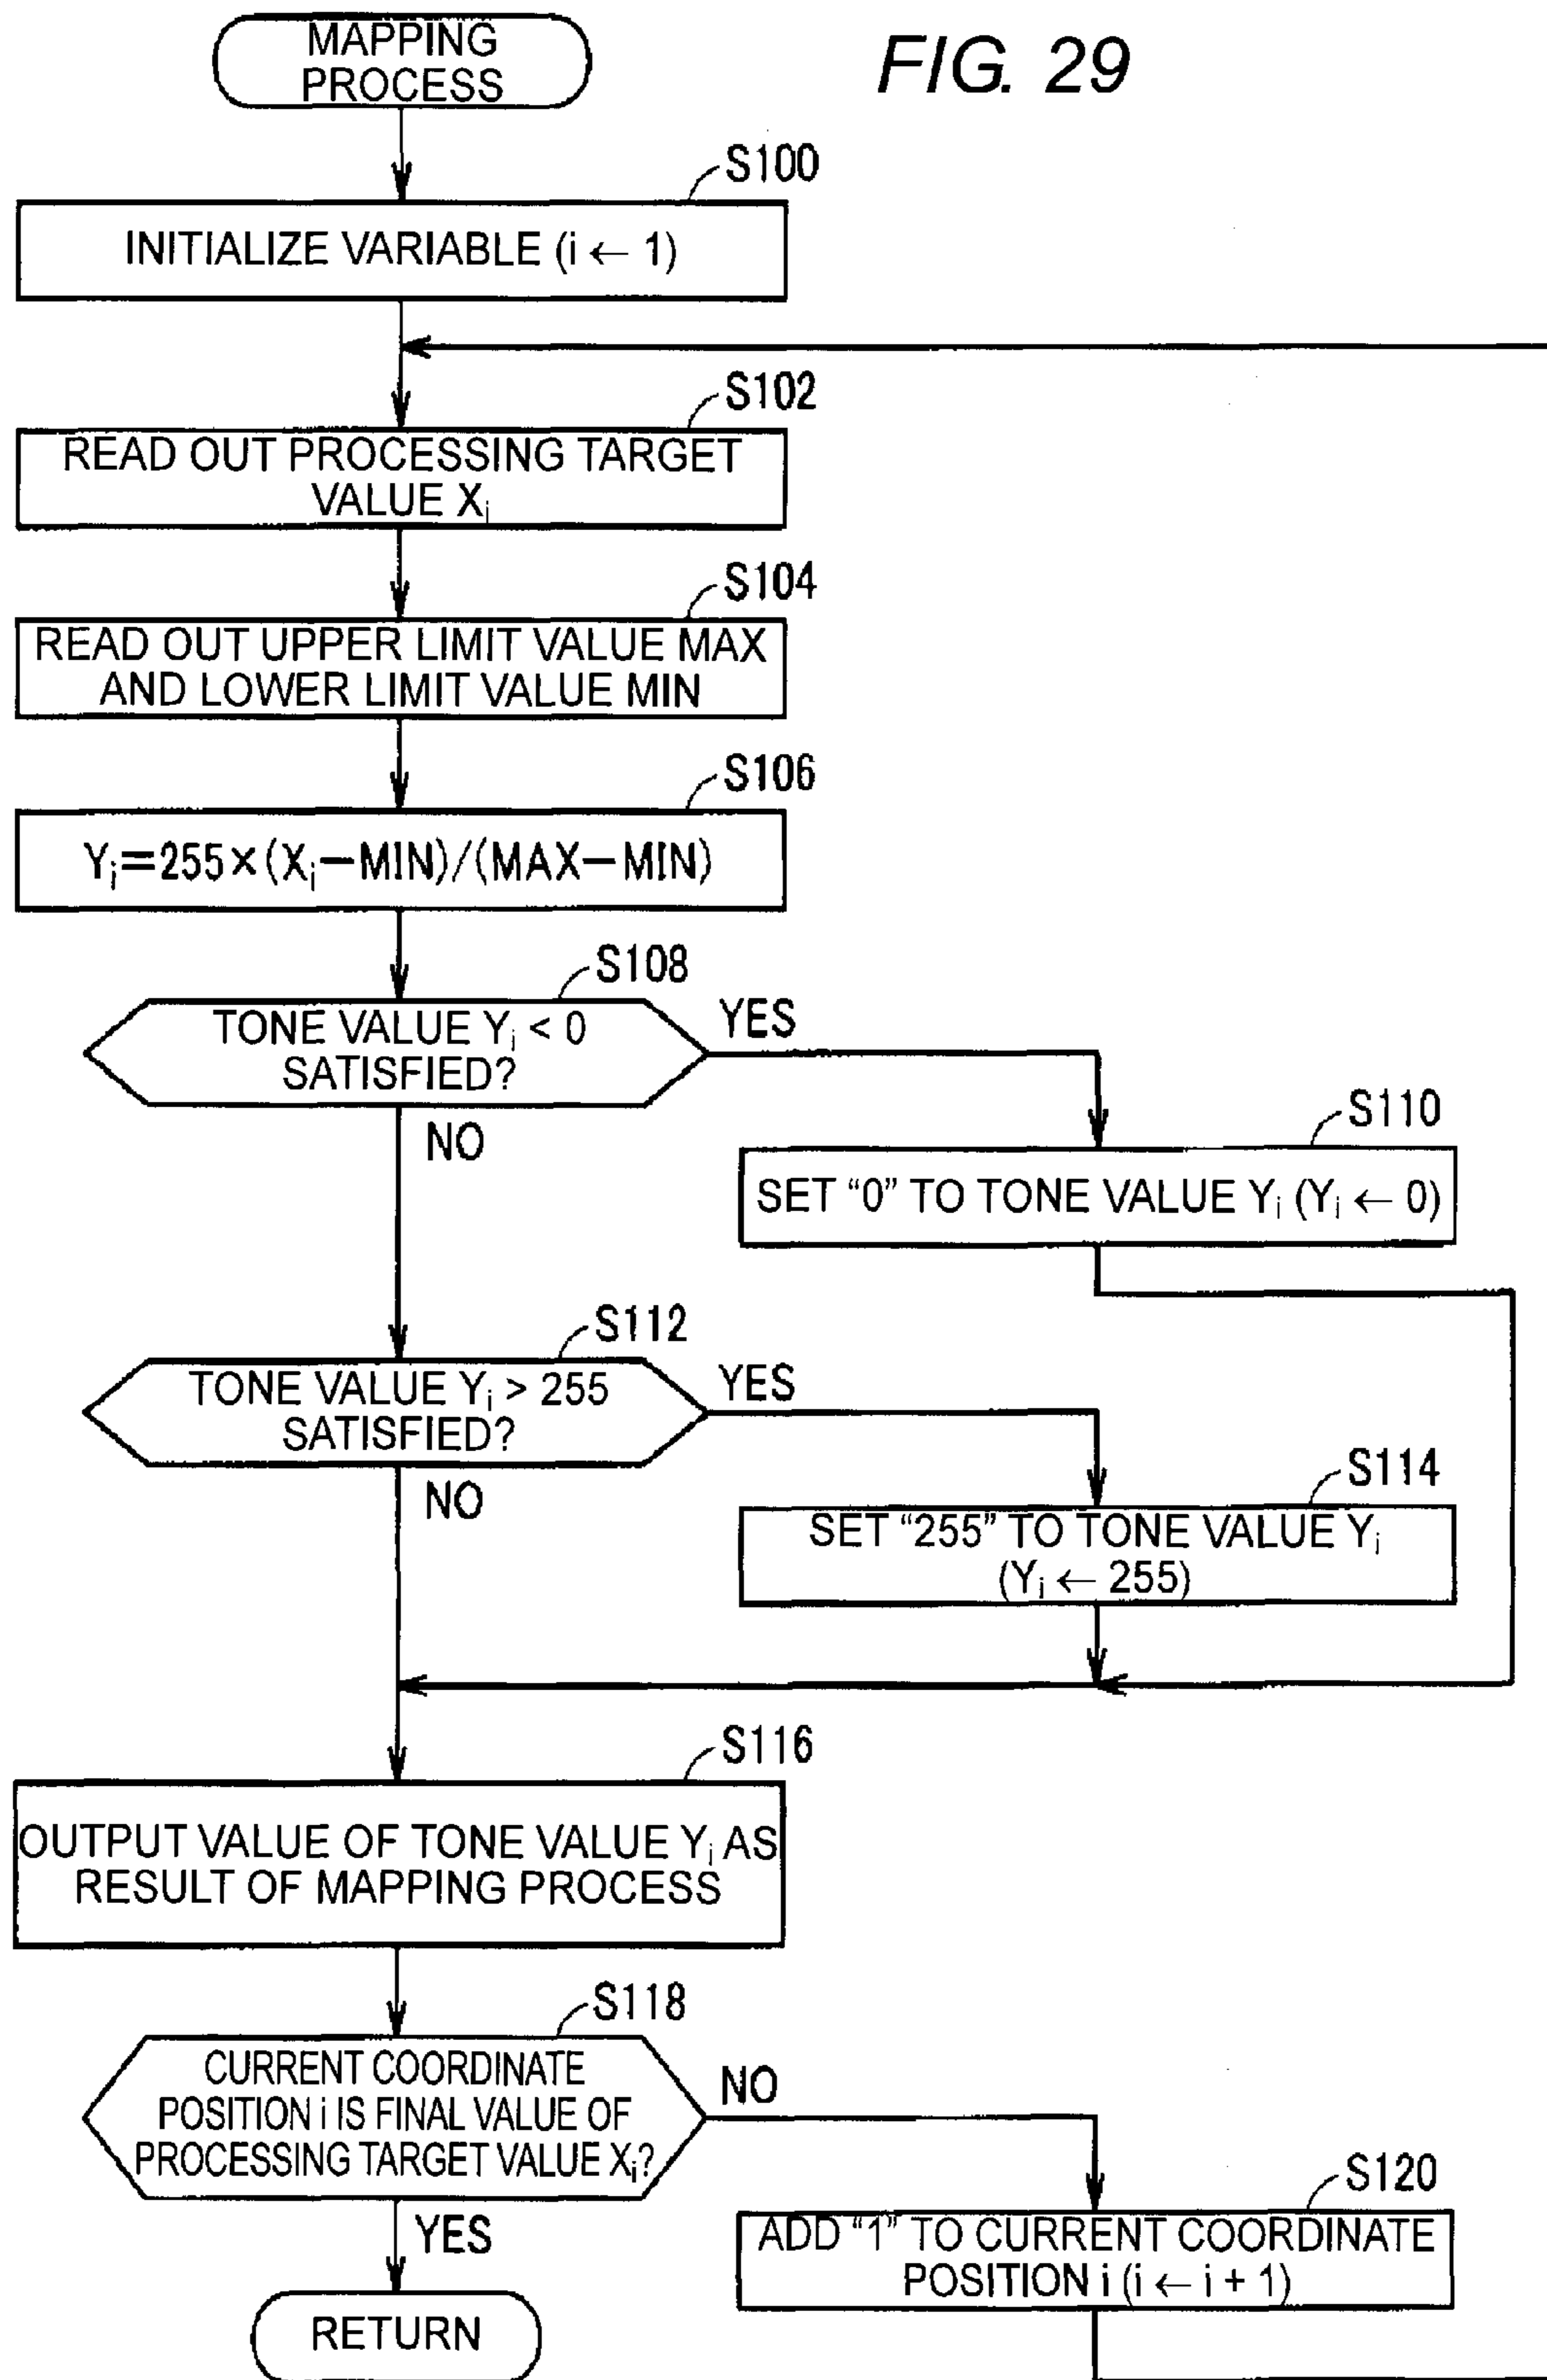 MAPPING
PROCESS
FIG. 29
S100
INITIALIZE VARIABLE (i ← 1)
S102
READ OUT PROCESSING TARGET
VALUE Xi
S104
READ OUT UPPER LIMIT VALUE MAX
AND LOWER LIMIT VALUE MIN
S106
Yi=255×(Xi−MIN)/(MAX−MIN)
S108
TONE VALUE Yi < 0
SATISFIED?
YES
NO
S110
SET “0” TO TONE VALUE Yi (Yi ← 0)
S112
TONE VALUE Yi > 255
SATISFIED?
YES
NO
S114
SET “255” TO TONE VALUE Yi
(Yi ← 255)
S116
OUTPUT VALUE OF TONE VALUE Yi AS
RESULT OF MAPPING PROCESS
S118
CURRENT COORDINATE
POSITION i IS FINAL VALUE OF
PROCESSING TARGET VALUE Xi?
NO
YES
S120
ADD “1” TO CURRENT COORDINATE
POSITION i (i ← i + 1)
RETURN